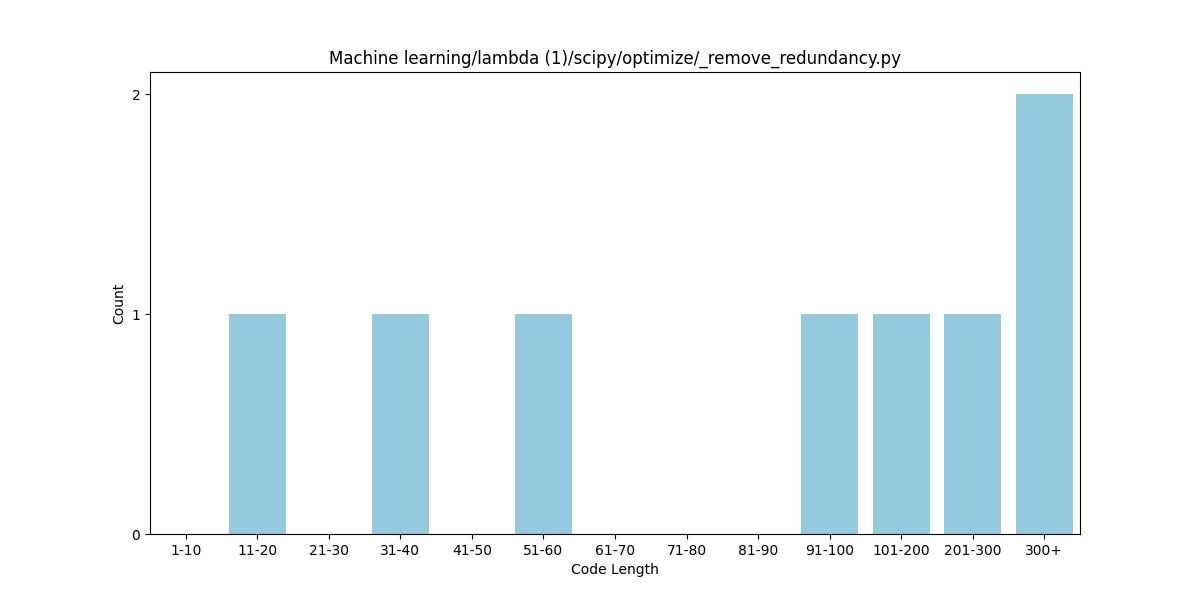 Machine learning/lambda (1)/scipy/optimize/_remove_redundancy.py
2
1
0
Count
1-10 11-20 21-30 31-40 41-50 51-60 61-70 71-80 81-90 91-100 101-200 201-300 300+
Code Length